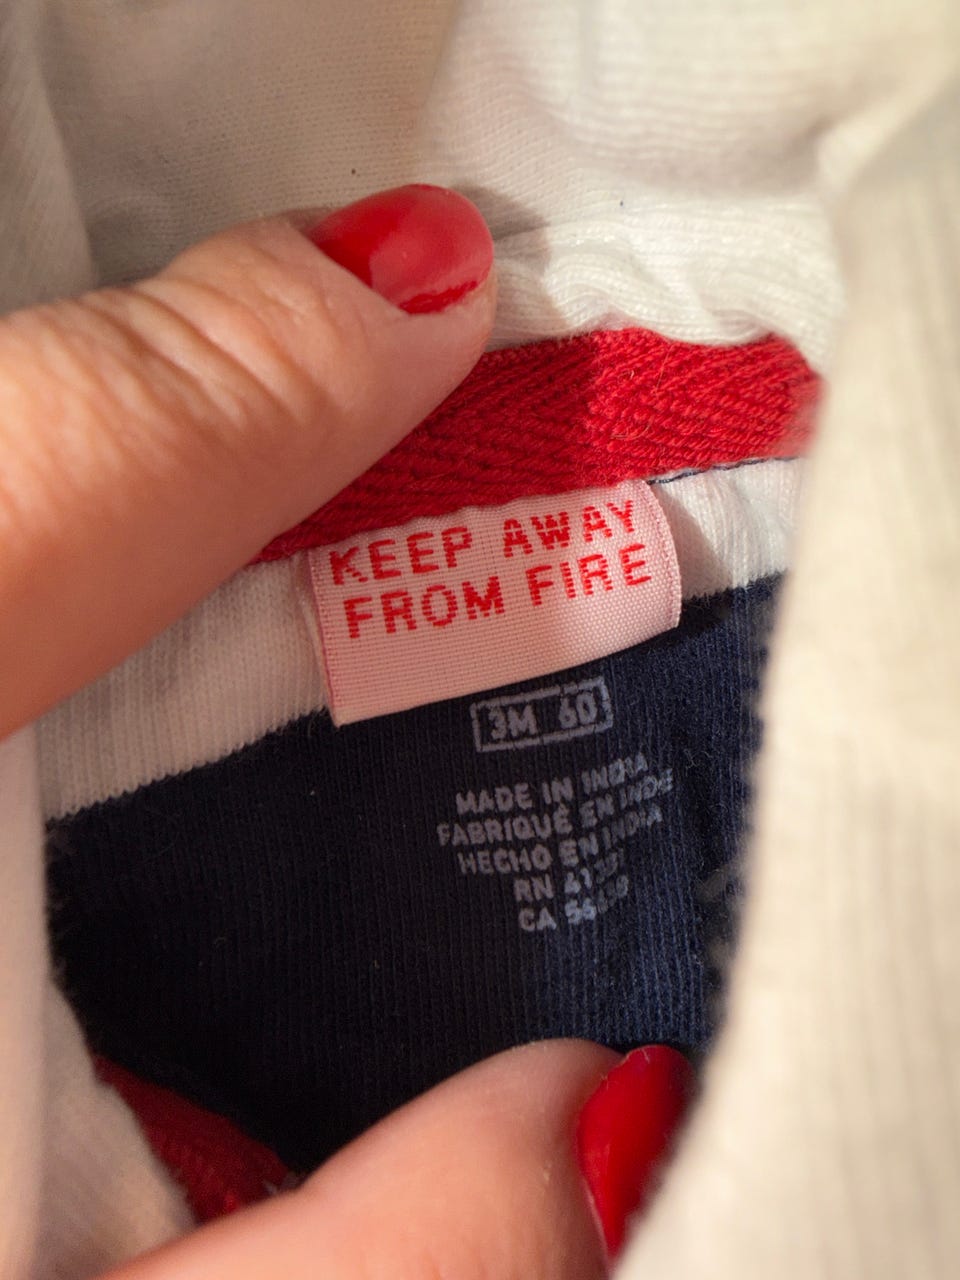 KEEP AWAY
FROM FIRE
3M 60
MADE IN INDIA
FABRIQUÉ EN INDE
HECHO EN INDIA
RN
CA